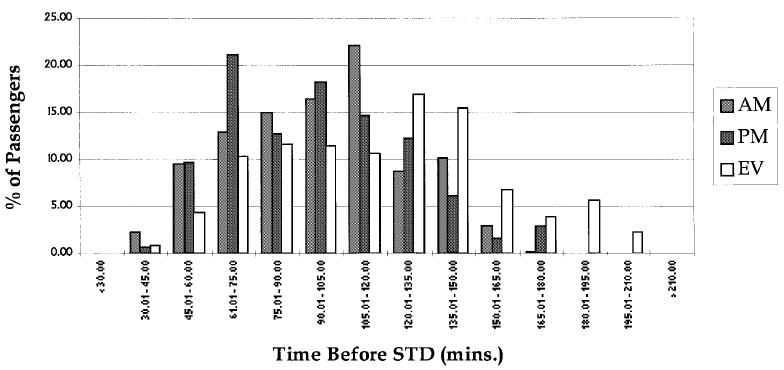 25.00
20.00
15.00
10.00
5.00
0.00
% of Passengers
< 30.00
30.01 - 45.00
45.01 - 60.00
61.01 - 75.00
75.01 - 90.00
90.01 - 105.00
105.01 - 120.00
120.01 - 135.00
135.01 - 150.00
150.01 - 165.00
165.01 - 180.00
180.01 - 195.00
195.01 - 210.00
> 210.00
Time Before STD (mins.)
AM
PM
EV